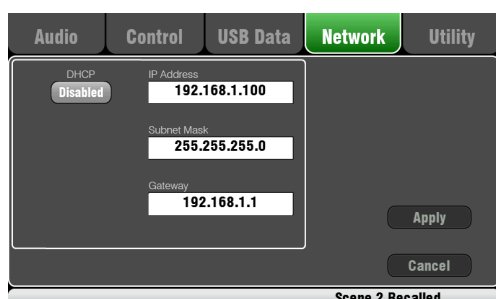 Audio Control USB Data Network Utility
DHCP
Disabled
IP Address
192.168.1.100
Subnet Mask
255.255.255.0
Gateway
192.168.1.1
Apply
Cancel
Scene 2 Recalled